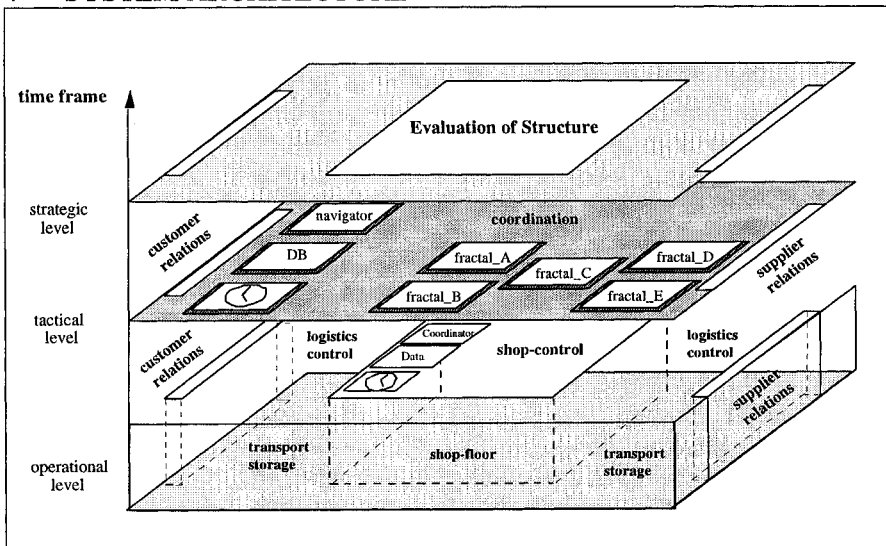 time frame
Evaluation of Structure
strategic
level
customer
relations
navigator
coordination
DB
fractal_A
fractal_D
fractal_C
fractal_B
fractal_E
supplier
relations
tactical
level
customer
relations
logistics
control
Coordinator
Data
shop-control
logistics
control
supplier
relations
operational
level
transport
storage
shop-floor
transport
storage